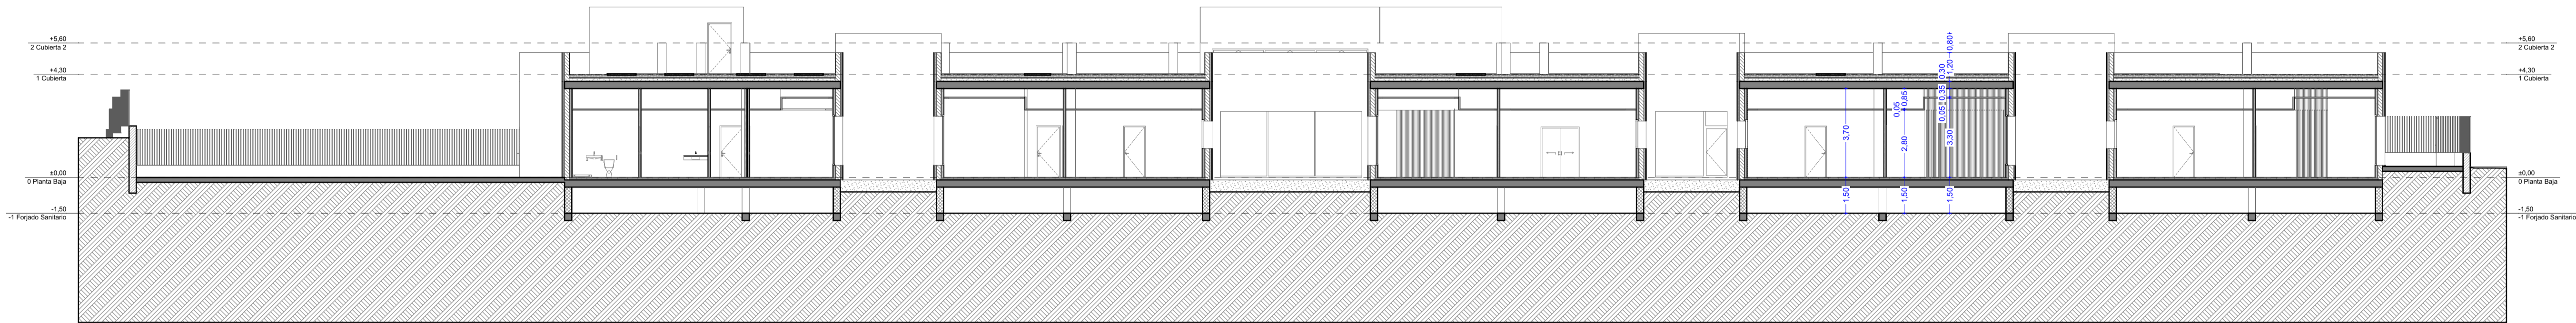 +5,60
2 Cubierta 2
+4,30
1 Cubierta
±0,00
0 Planta Baja
-1,50
-1 Forjado Sanitario
3,70
1,50
0,05
0,85
2,80
1,50
0,80
1,20
0,30
0,35
0,05
3,30
1,50
+5,60
2 Cubierta 2
+4,30
1 Cubierta
±0,00
0 Planta Baja
-1,50
-1 Forjado Sanitario